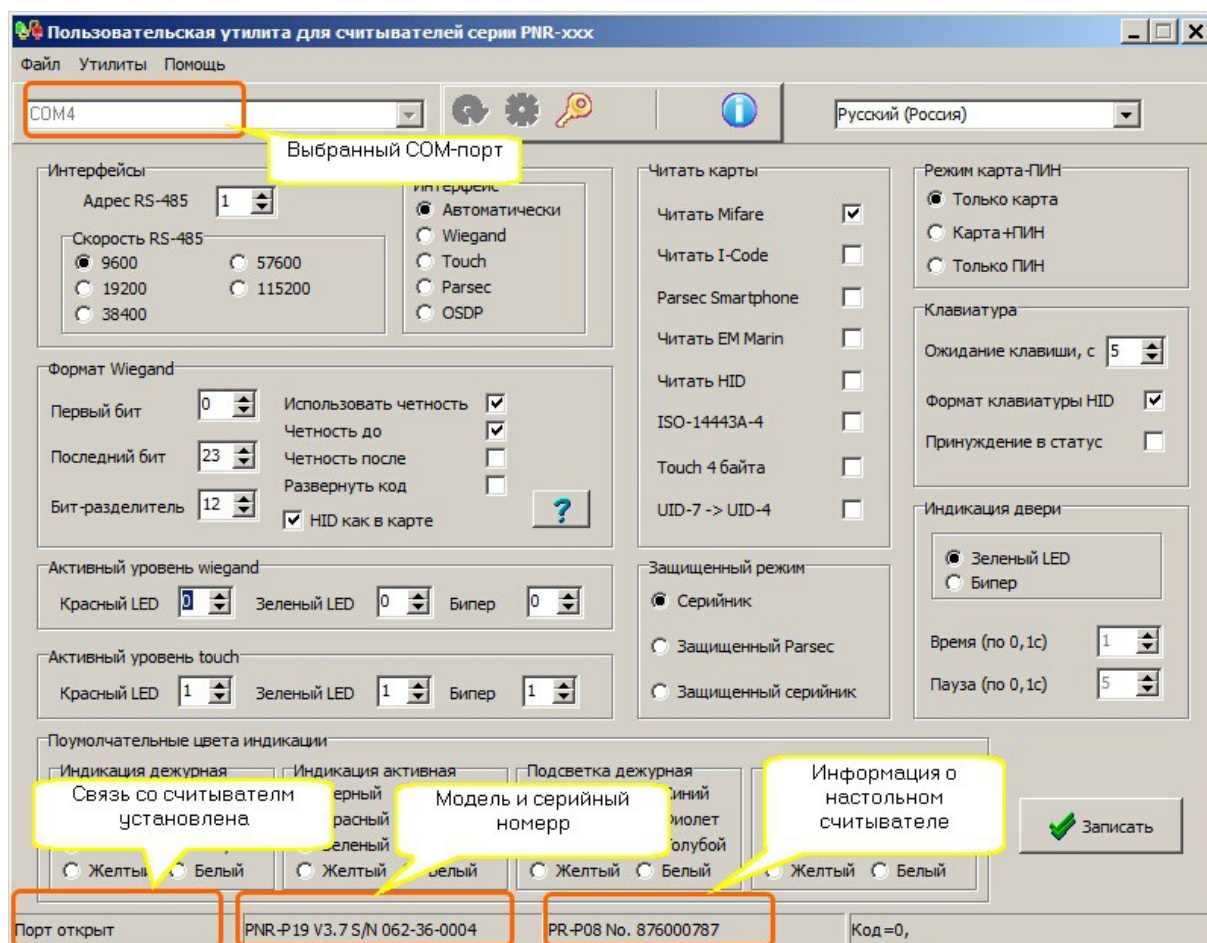 Пользовательская утилита для считывателей серии PNR-xxx
Файл Утилиты Помощь
COM4
Русский (Россия)
Выбранный COM-порт
Интерфейсы
Адрес RS-485 1
Скорость RS-485
9600 57600
19200 115200
38400
Интерфейс
Автоматически
Wiegand
Touch
Parsec
OSDP
Читать карты
Читать Mifare
Читать I-Code
Parsec Smartphone
Читать EM Marin
Читать HID
ISO-14443A-4
Touch 4 байта
UID-7 -> UID-4
Режим карта-ПИН
Только карта
Карта+ПИН
Только ПИН
Клавиатура
Ожидание клавиши, с 5
Формат клавиатуры HID
Принуждение в статус
Формат Wiegand
Первый бит 0
Последний бит 23
Бит-разделитель 12
Использовать четность
Четность до
Четность после
Развернуть код
HID как в карте
?
Индикация двери
Зеленый LED
Бипер
Время (по 0,1с) 1
Пауза (по 0,1с) 5
Активный уровень wiegand
Красный LED 0 Зеленый LED 0 Бипер 0
Активный уровень touch
Красный LED 1 Зеленый LED 1 Бипер 1
Защищенный режим
Серийник
Защищенный Parsec
Защищенный серийник
Поумолчательные цвета индикации
Индикация дежурная
Желтый Белый
Индикация активная
Желтый Белый
Подсветка дежурная
Желтый Белый
Желтый Белый
Связь со считывателм
установлена
Модель и серийный
номерр
Информация о
настольном
считывателе
Записать
Порт открыт
PNR-P19 V3.7 S/N 062-36-0004
PR-P08 No. 876000787
Код=0,